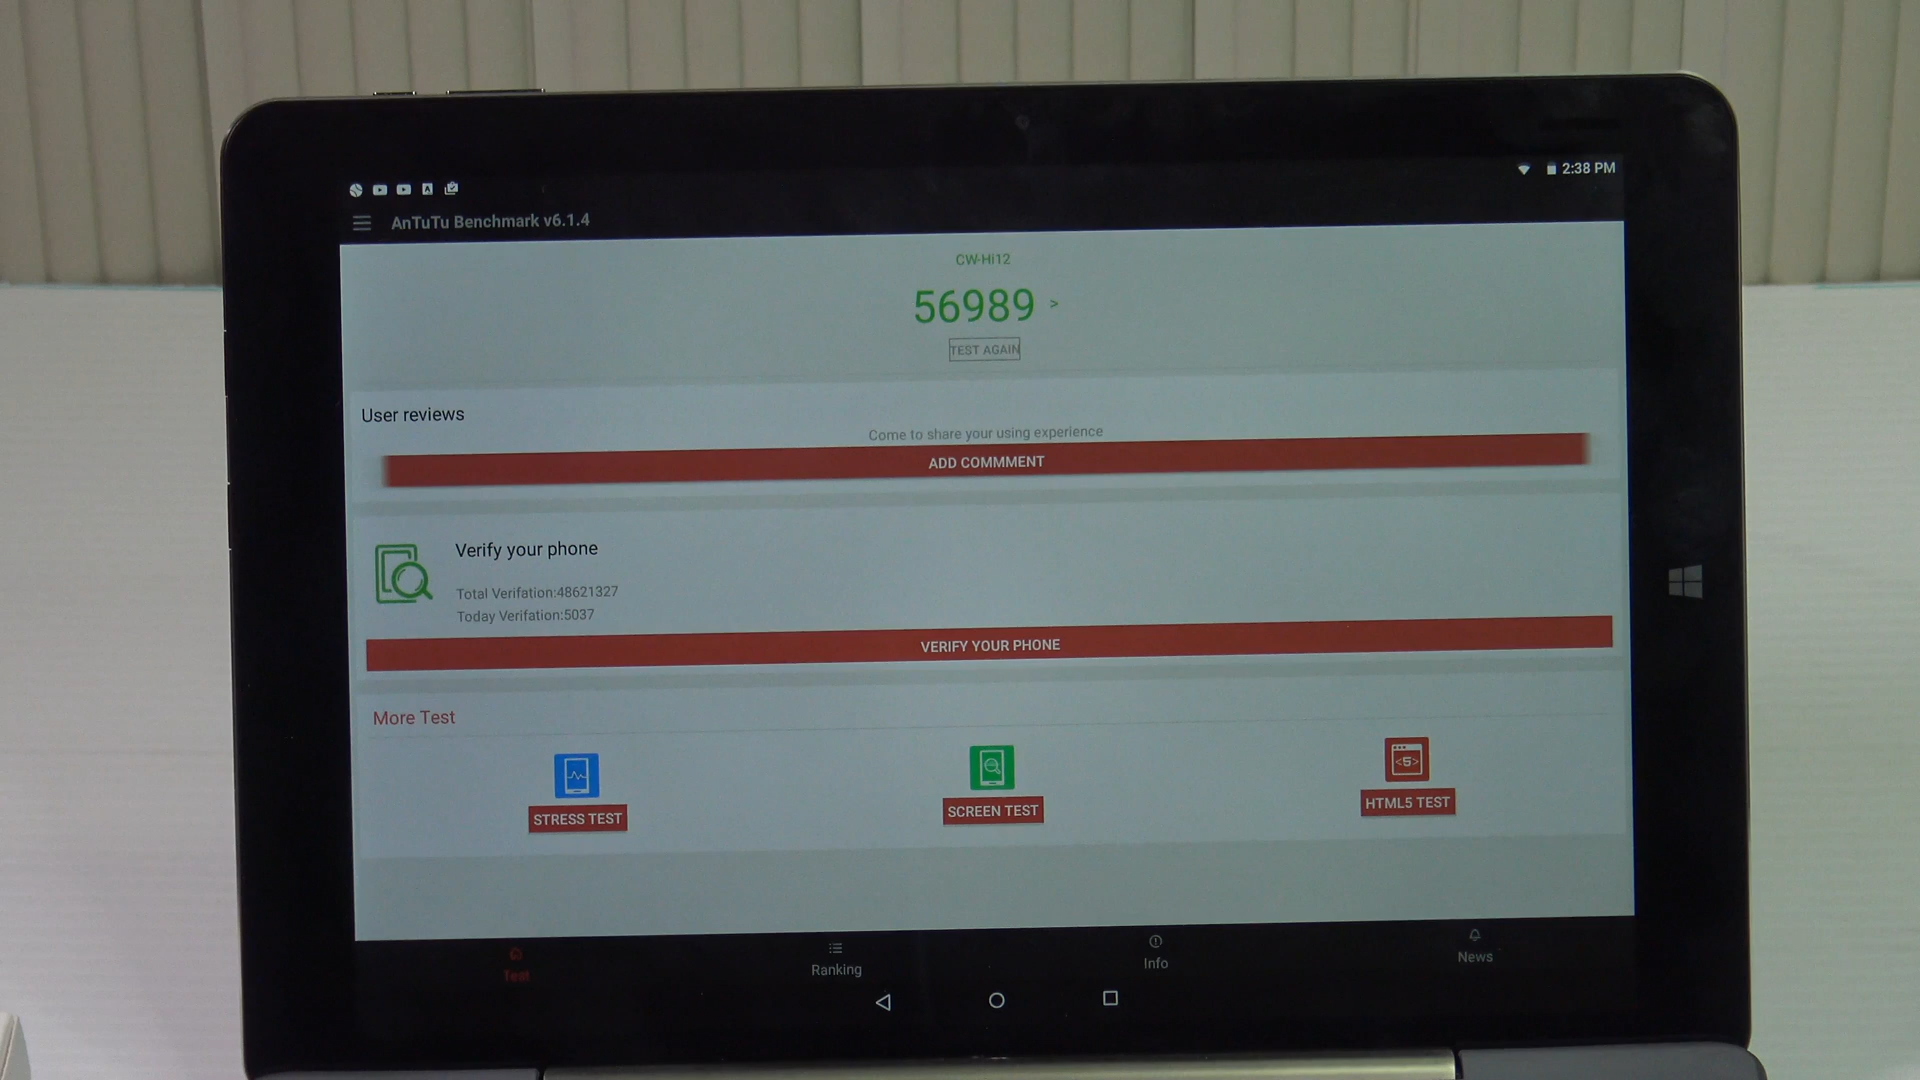 2:38 PM
AnTuTu Benchmark v6.1.4
CW-Hi12
56989 >
TEST AGAIN
User reviews
Come to share your using experience
ADD COMMMENT
Verify your phone
Total Verifation:48621327
Today Verifation:5037
VERIFY YOUR PHONE
More Test
<5>
STRESS TEST
SCREEN TEST
HTML5 TEST
Test
Ranking
Info
News